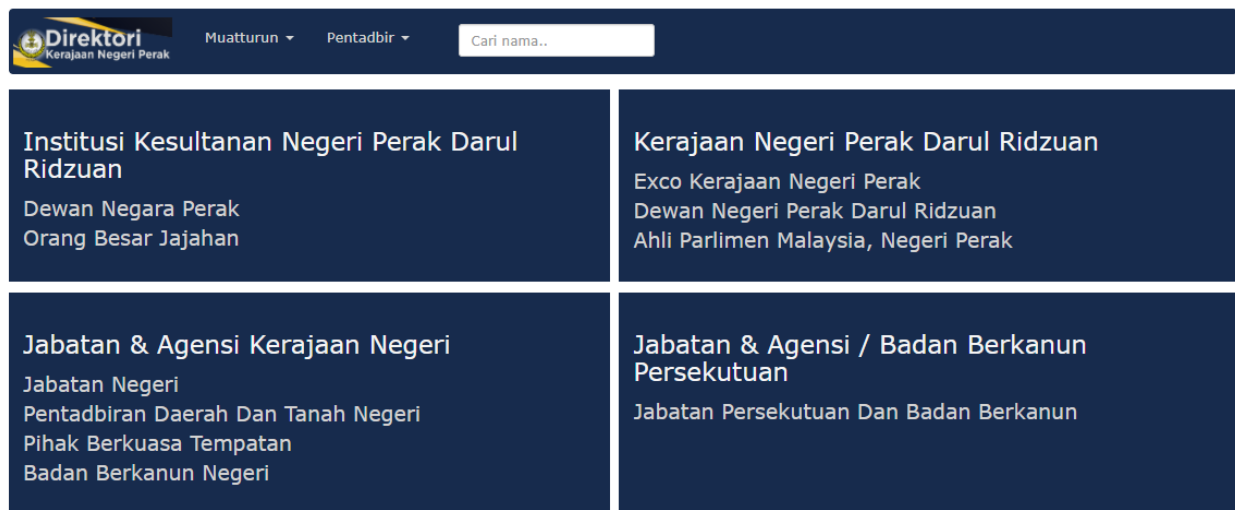 Direktori
Kerajaan Negeri Perak
Muatturun
Pentadbir
Cari nama..
Institusi Kesultanan Negeri Perak Darul
Ridzuan
Dewan Negara Perak
Orang Besar Jajahan
Kerajaan Negeri Perak Darul Ridzuan
Exco Kerajaan Negeri Perak
Dewan Negeri Perak Darul Ridzuan
Ahli Parlimen Malaysia, Negeri Perak
Jabatan & Agensi Kerajaan Negeri
Jabatan Negeri
Pentadbiran Daerah Dan Tanah Negeri
Pihak Berkuasa Tempatan
Badan Berkanun Negeri
Jabatan & Agensi / Badan Berkanun
Persekutuan
Jabatan Persekutuan Dan Badan Berkanun